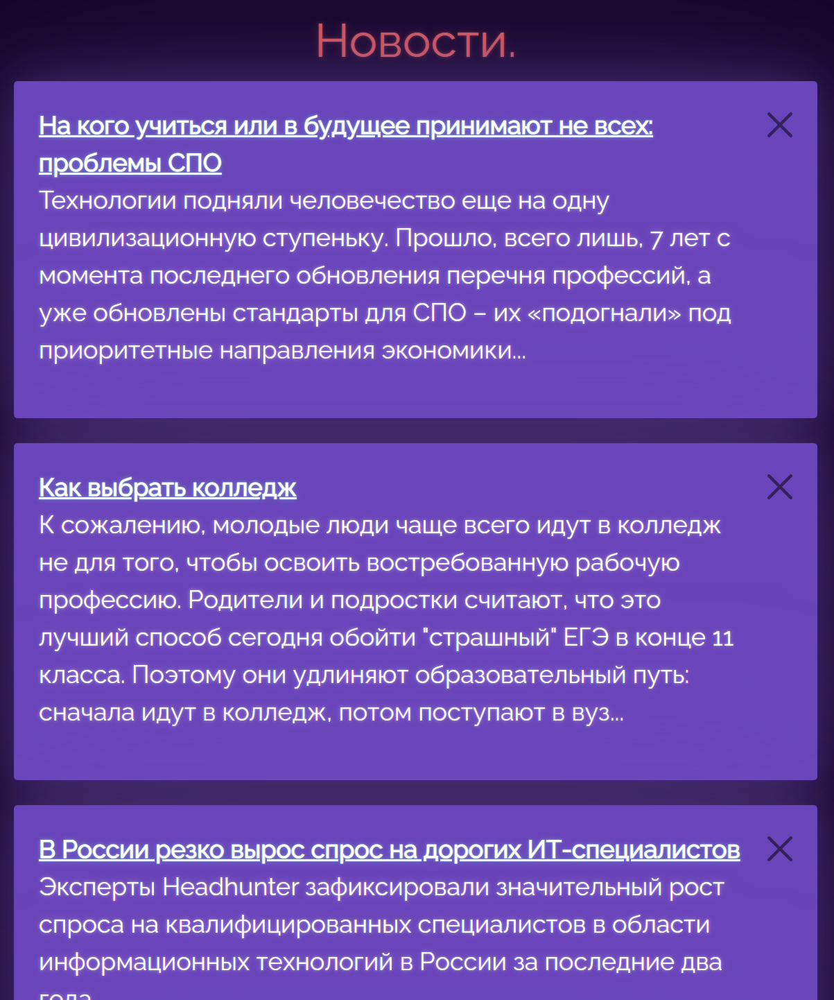 Новости.
На кого учиться или в будущее принимают не всех:
проблемы СПО
Технологии подняли человечество еще на одну
цивилизационную ступеньку. Прошло, всего лишь, 7 лет с
момента последнего обновления перечня профессий, а
уже обновлены стандарты для СПО – их «подогнали» под
приоритетные направления экономики...
Как выбрать колледж
К сожалению, молодые люди чаще всего идут в колледж
не для того, чтобы освоить востребованную рабочую
профессию. Родители и подростки считают, что это
лучший способ сегодня обойти "страшный" ЕГЭ в конце 11
класса. Поэтому они удлиняют образовательный путь:
сначала идут в колледж, потом поступают в вуз...
В России резко вырос спрос на дорогих ИТ-специалистов
Эксперты Headhunter зафиксировали значительный рост
спроса на квалифицированных специалистов в области
информационных технологий в России за последние два
года